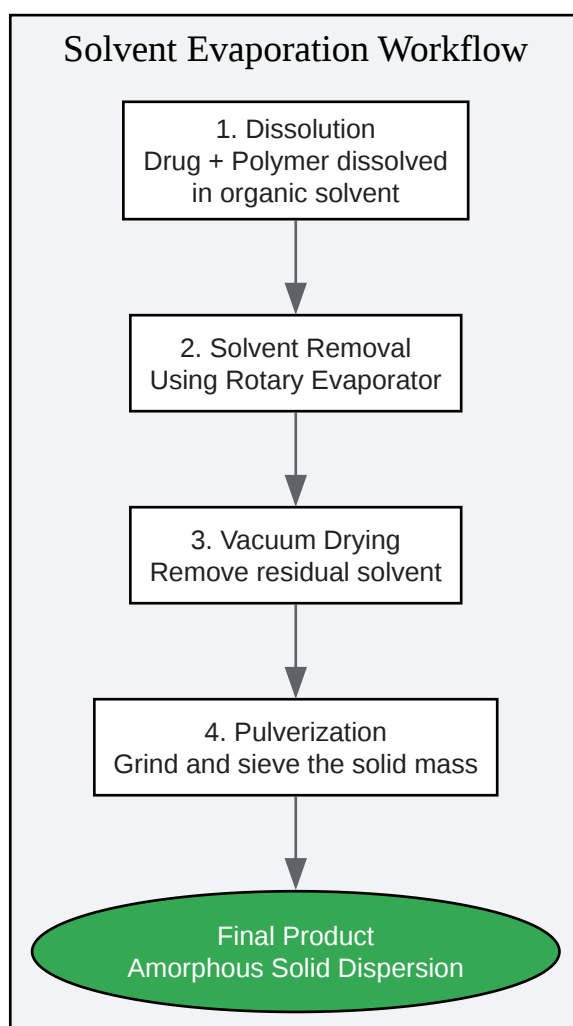 Solvent Evaporation Workflow
1. Dissolution
Drug + Polymer dissolved
in organic solvent
2. Solvent Removal
Using Rotary Evaporator
3. Vacuum Drying
Remove residual solvent
4. Pulverization
Grind and sieve the solid mass
Final Product
Amorphous Solid Dispersion